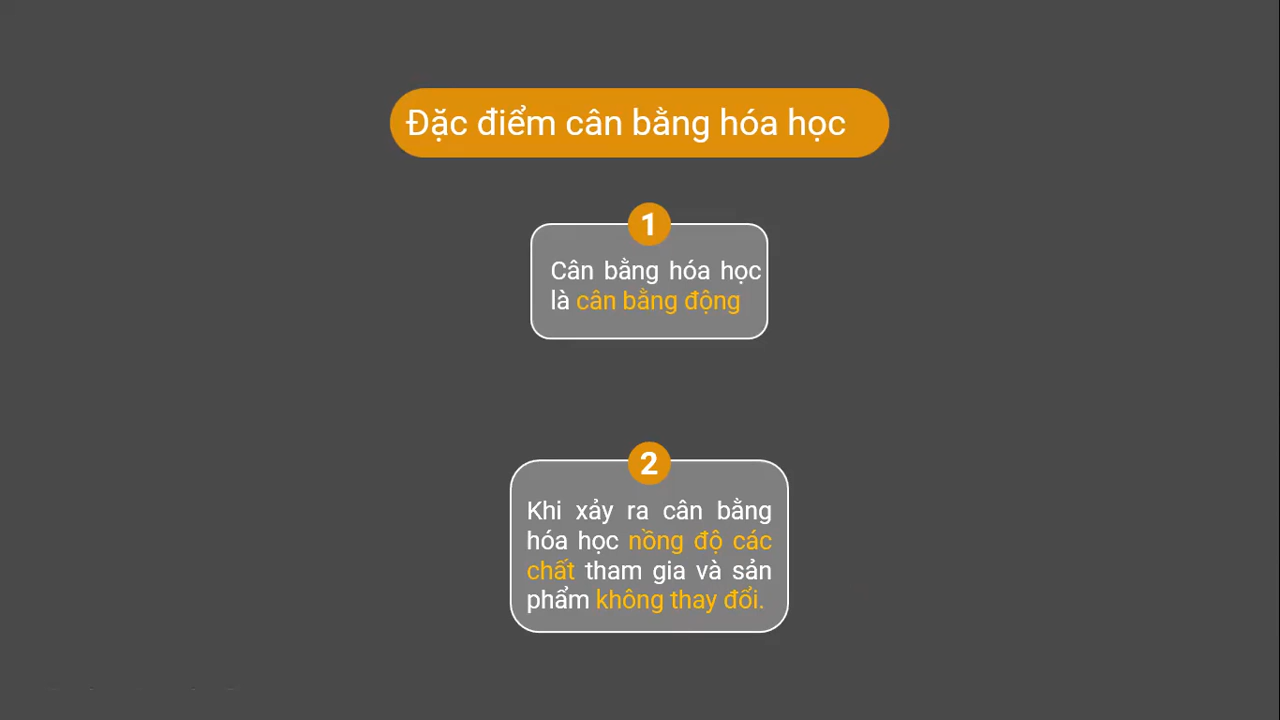 Đặc điểm cân bằng hóa học
1
Cân bằng hóa học
là cân bằng động
2
Khi xảy ra cân bằng
hóa học nồng độ các
chất tham gia và sản
phẩm không thay đổi.